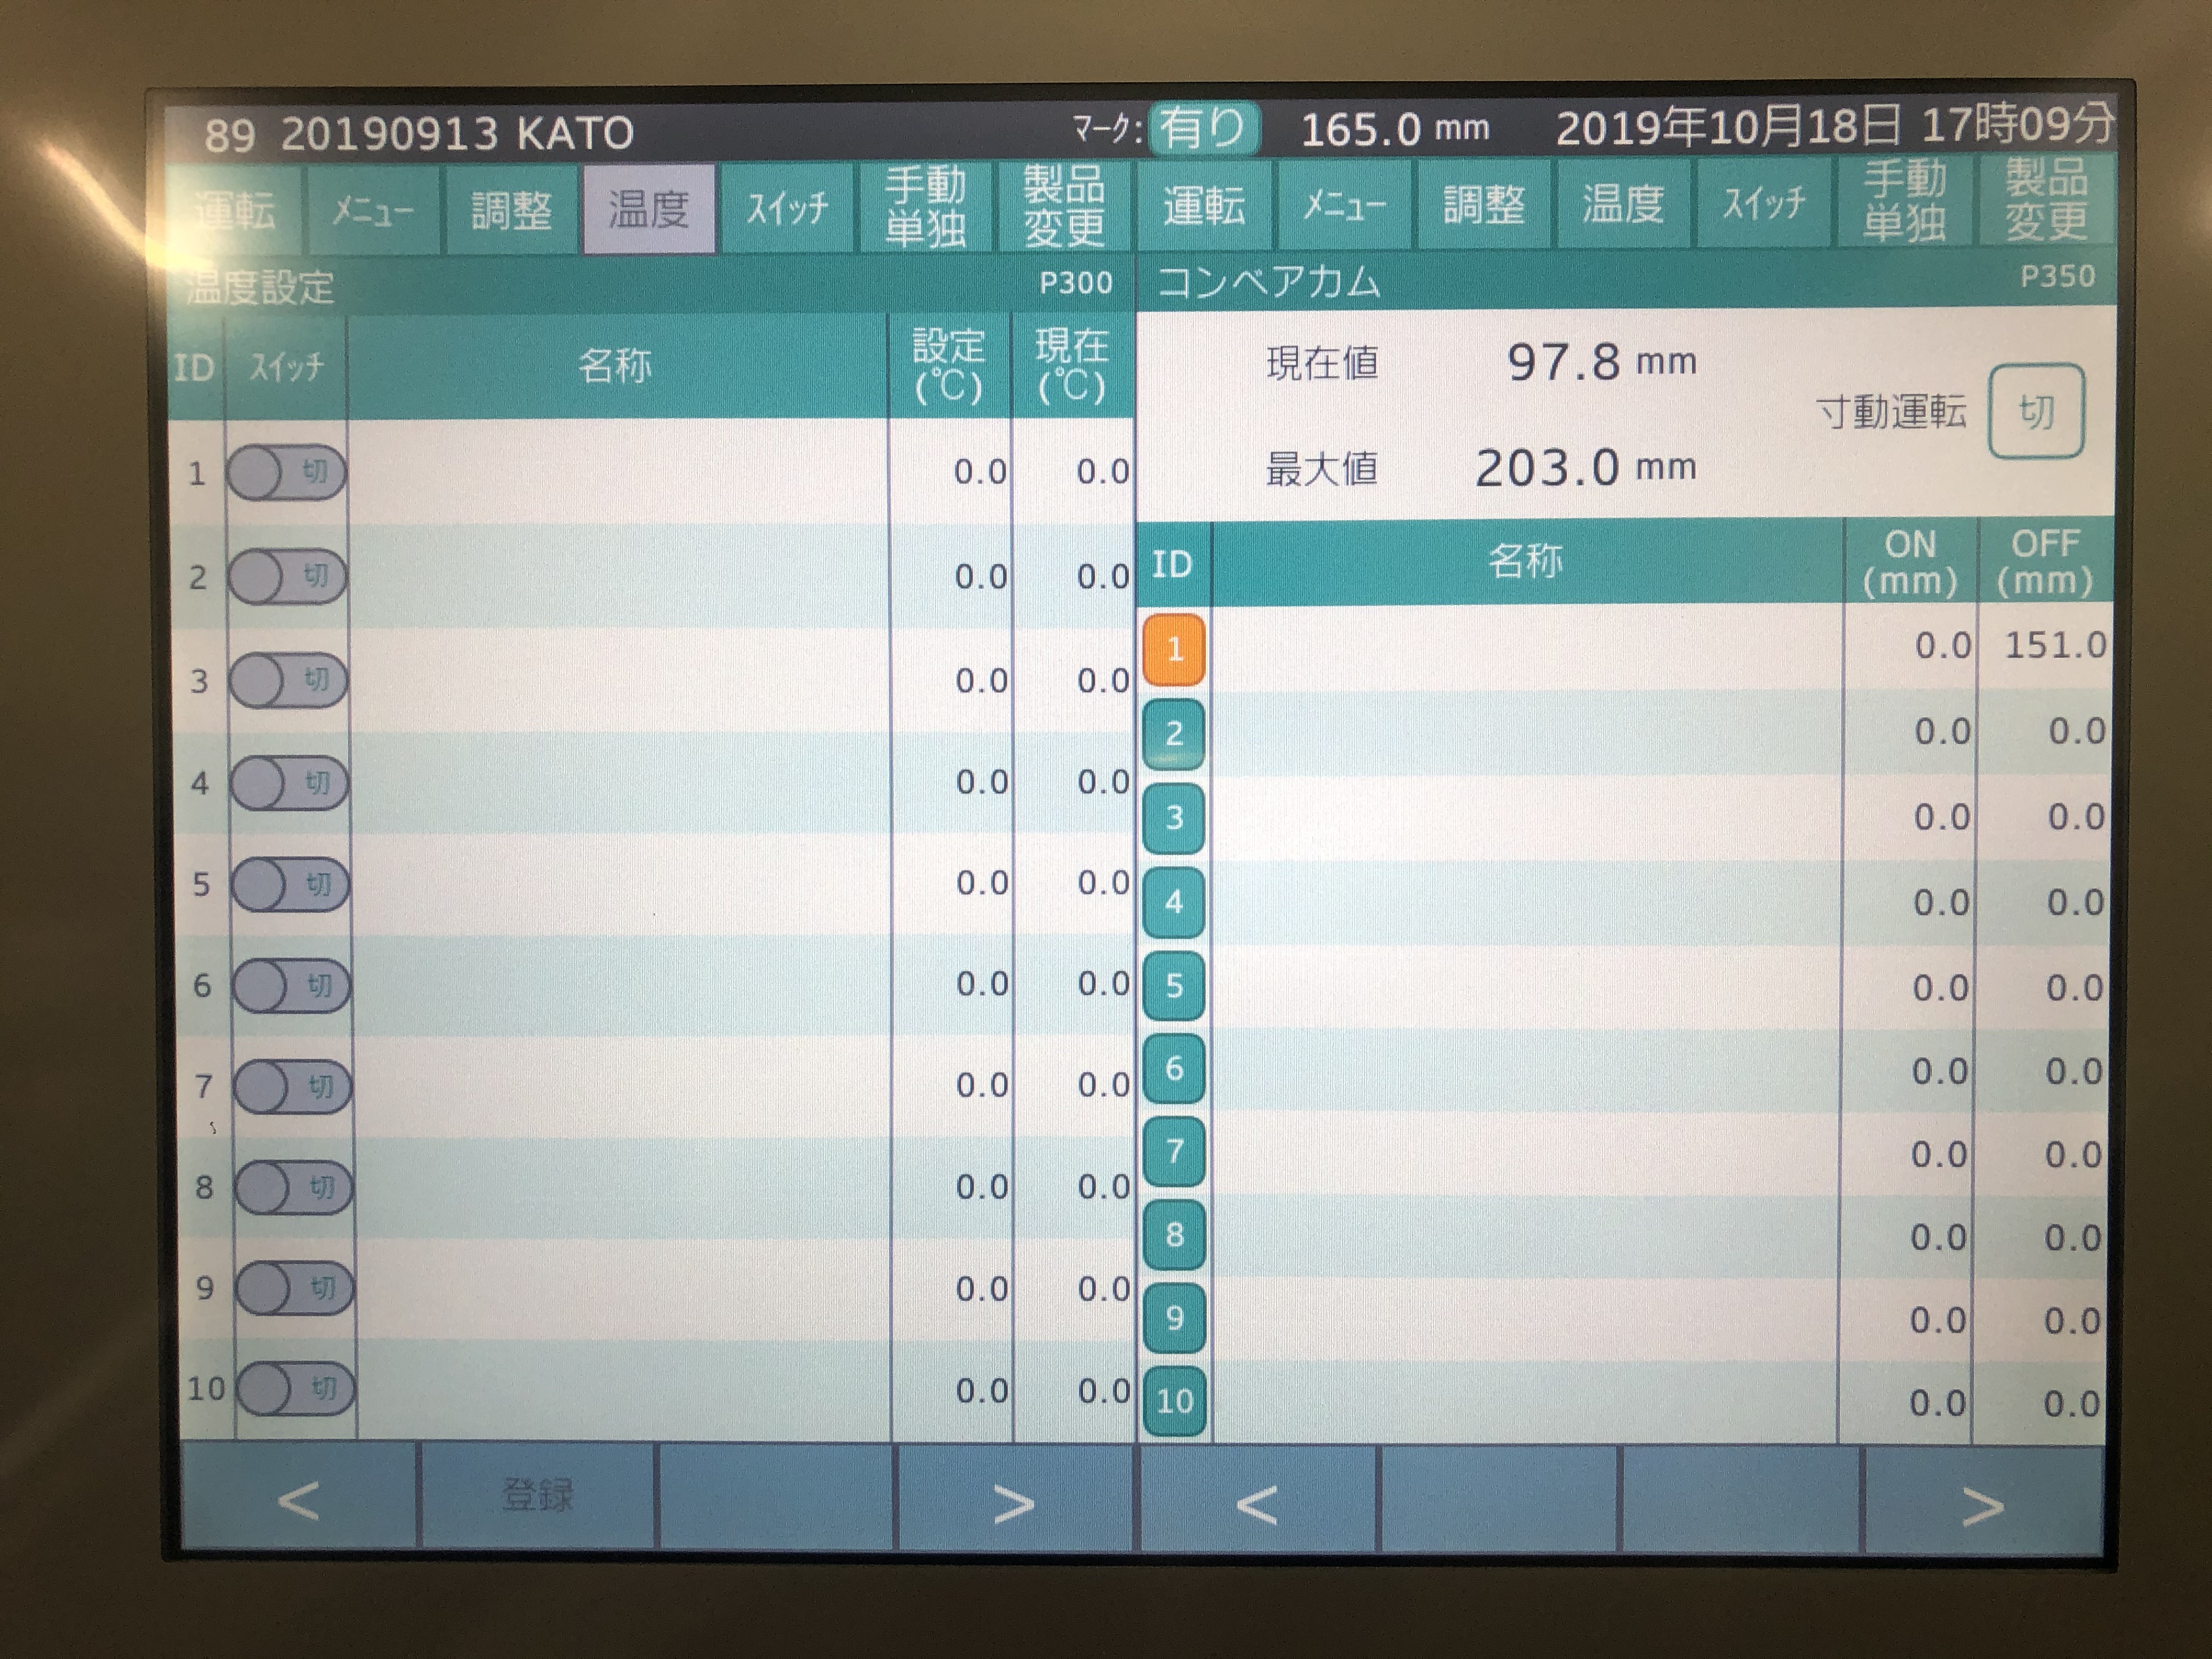 89 20190913 KATO ﾏｰｸ: 有り 165.0 mm 2019年10月18日 17時09分
運転 ﾒﾆｭｰ 調整 温度 ｽｲｯﾁ 手動単独 製品変更
温度設定 P300
ID ｽｲｯﾁ 名称 設定(℃) 現在(℃)
1 切 0.0 0.0
2 切 0.0 0.0
3 切 0.0 0.0
4 切 0.0 0.0
5 切 0.0 0.0
6 切 0.0 0.0
7 切 0.0 0.0
8 切 0.0 0.0
9 切 0.0 0.0
10 切 0.0 0.0
< 登録 >
運転 ﾒﾆｭｰ 調整 温度 ｽｲｯﾁ 手動単独 製品変更
コンベアカム P350
現在値 97.8 mm
寸動運転 切
最大値 203.0 mm
ID 名称 ON(mm) OFF(mm)
1 0.0 151.0
2 0.0 0.0
3 0.0 0.0
4 0.0 0.0
5 0.0 0.0
6 0.0 0.0
7 0.0 0.0
8 0.0 0.0
9 0.0 0.0
10 0.0 0.0
< >